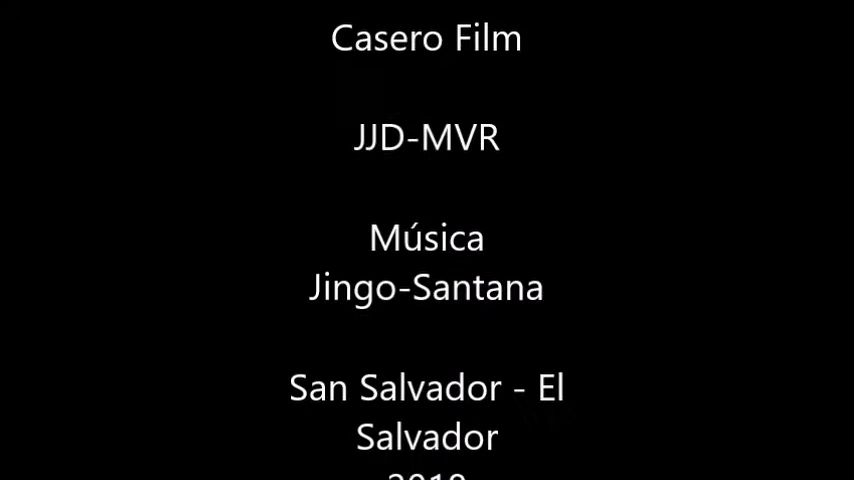 Casero Film
JJD-MVR
Música
Jingo-Santana
San Salvador - El
Salvador